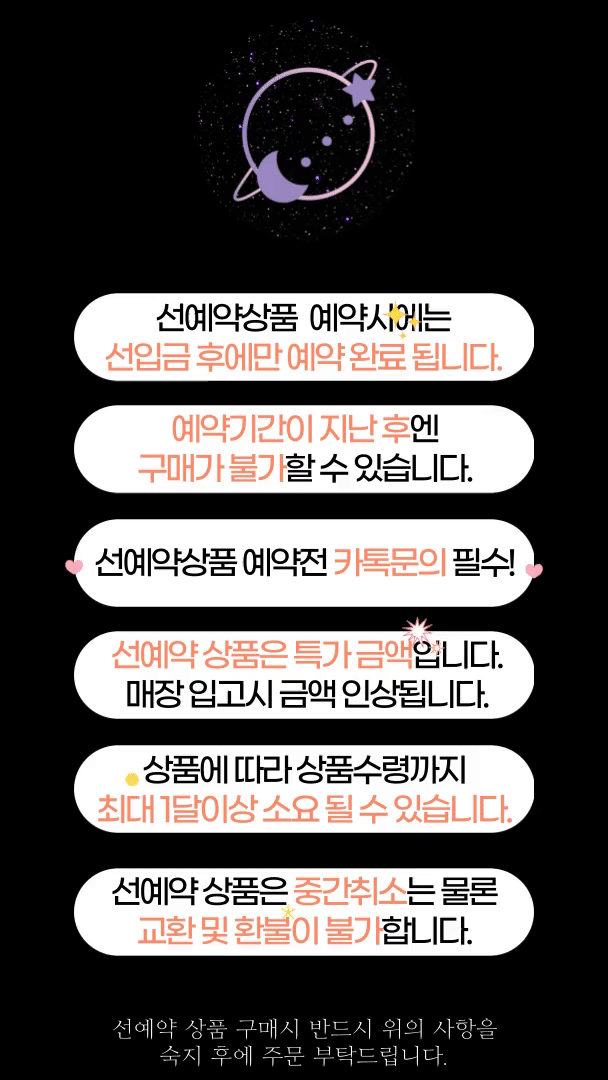 선예약상품 예약시에는
선입금 후에만 예약 완료 됩니다.
예약기간이 지난 후엔
구매가 불가할 수 있습니다.
선예약상품 예약전 카톡문의 필수!
선예약 상품은 특가 금액입니다.
매장 입고시 금액 인상됩니다.
상품에 따라 상품수령까지
최대 1달이상 소요 될 수 있습니다.
선예약 상품은 중간취소는 물론
교환 및 환불이 불가합니다.
선예약 상품 구매시 반드시 위의 사항을
숙지 후에 주문 부탁드립니다.